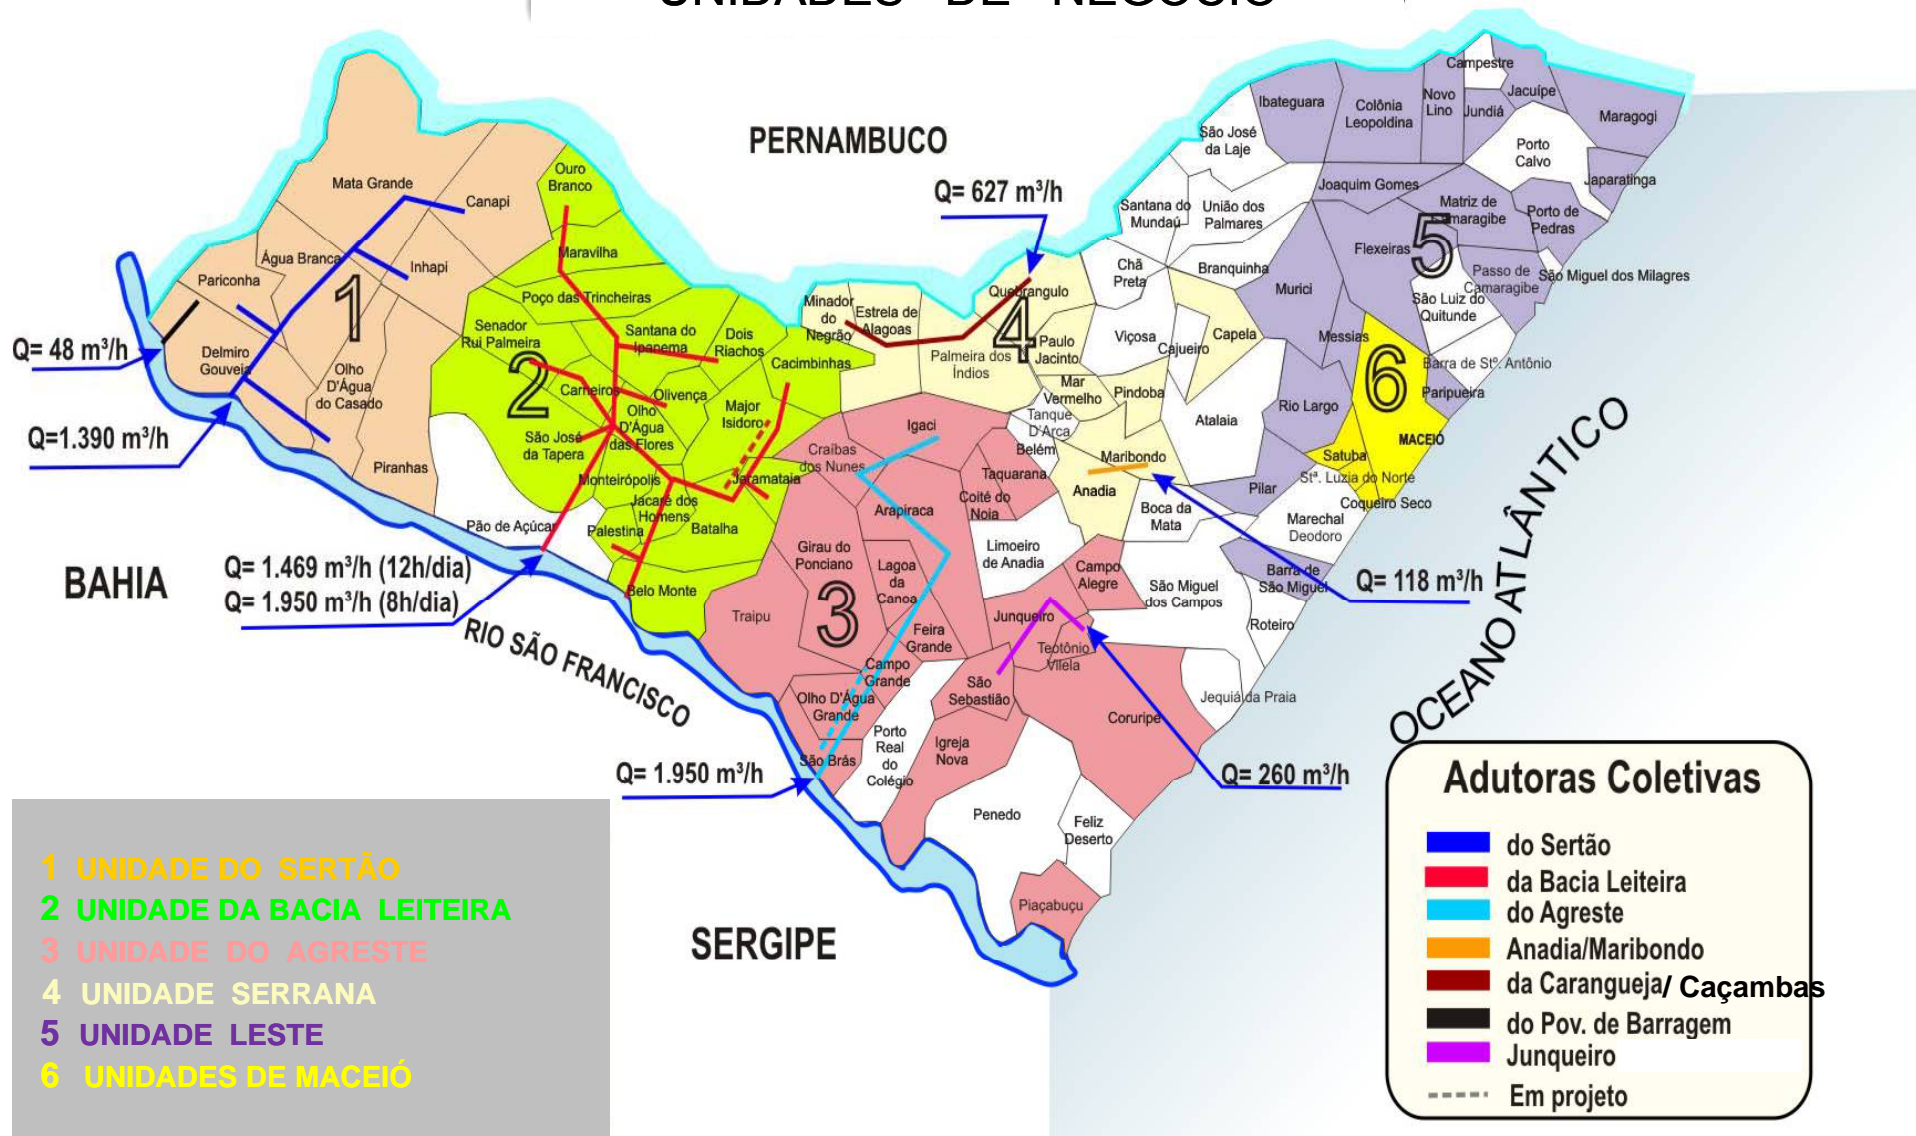 UNIDADES DE NEGÓCIO
PERNAMBUCO
Q= 627 m³/h
Campestre
Jacuípe
Ibateguara
Colônia
Leopoldina
Novo
Lino
Jundiá
Maragogi
São José
da Laje
Porto
Calvo
Japaratinga
Joaquim Gomes
Matriz de
Camaragibe
Porto de
Pedras
Santana do
Mundaú
União dos
Palmares
Flexeiras
5
Passo de
Camaragibe
São Miguel dos Milagres
São Luiz do
Quitunde
Chã
Preta
Branquinha
Murici
Messias
Barra de Stº. Antônio
Paripueira
6
MACEIÓ
Satuba
Stª. Luzia do Norte
Coqueiro Seco
Rio Largo
Pilar
Marechal
Deodoro
Viçosa
Cajueiro
Capela
Atalaia
Mata Grande
Canapi
Ouro
Branco
Água Branca
Inhapi
Pariconha
1
Maravilha
Poço das Trincheiras
Senador
Rui Palmeira
Santana do
Ipanema
Dois
Riachos
Cacimbinhas
Minador
do
Negrão
Estrela de
Alagoas
Quebrangulo
4
Palmeira dos
Índios
Paulo
Jacinto
Mar
Vermelho
Pindoba
Tanque
D'Arca
Belém
Maribondo
Anadia
Boca da
Mata
Q= 48 m³/h
Delmiro
Gouveia
Olho
D'Água
do Casado
Piranhas
Q=1.390 m³/h
2
Carneiros
Olivença
Olho
D'Água
das Flores
Major
Isidoro
São José
da Tapera
Monteirópolis
Jaramataia
Jacaré dos
Homens
Palestina
Batalha
Pão de Açúcar
Belo Monte
Igaci
Craíbas
dos Nunes
Taquarana
Coité do
Noia
Arapiraca
Limoeiro
de Anadia
Girau do
Ponciano
Lagoa
da
Canoa
Campo
Alegre
São Miguel
dos Campos
Barra de
São Miguel
Roteiro
Q= 118 m³/h
Traipu
3
Feira
Grande
Junqueiro
Teotônio
Vilela
Campo
Grande
Olho D'Água
Grande
São
Sebastião
Coruripe
Jequiá da Praia
São Brás
Porto
Real
do
Colégio
Igreja
Nova
Penedo
Feliz
Deserto
Piaçabuçu
Q= 260 m³/h
BAHIA
Q= 1.469 m³/h (12h/dia)
Q= 1.950 m³/h (8h/dia)
RIO SÃO FRANCISCO
Q= 1.950 m³/h
SERGIPE
OCEANO ATLÂNTICO
1 UNIDADE DO SERTÃO
2 UNIDADE DA BACIA LEITEIRA
3 UNIDADE DO AGRESTE
4 UNIDADE SERRANA
5 UNIDADE LESTE
6 UNIDADES DE MACEIÓ
Adutoras Coletivas
do Sertão
da Bacia Leiteira
do Agreste
Anadia/Maribondo
da Carangueja/ Caçambas
do Pov. de Barragem
Junqueiro
Em projeto